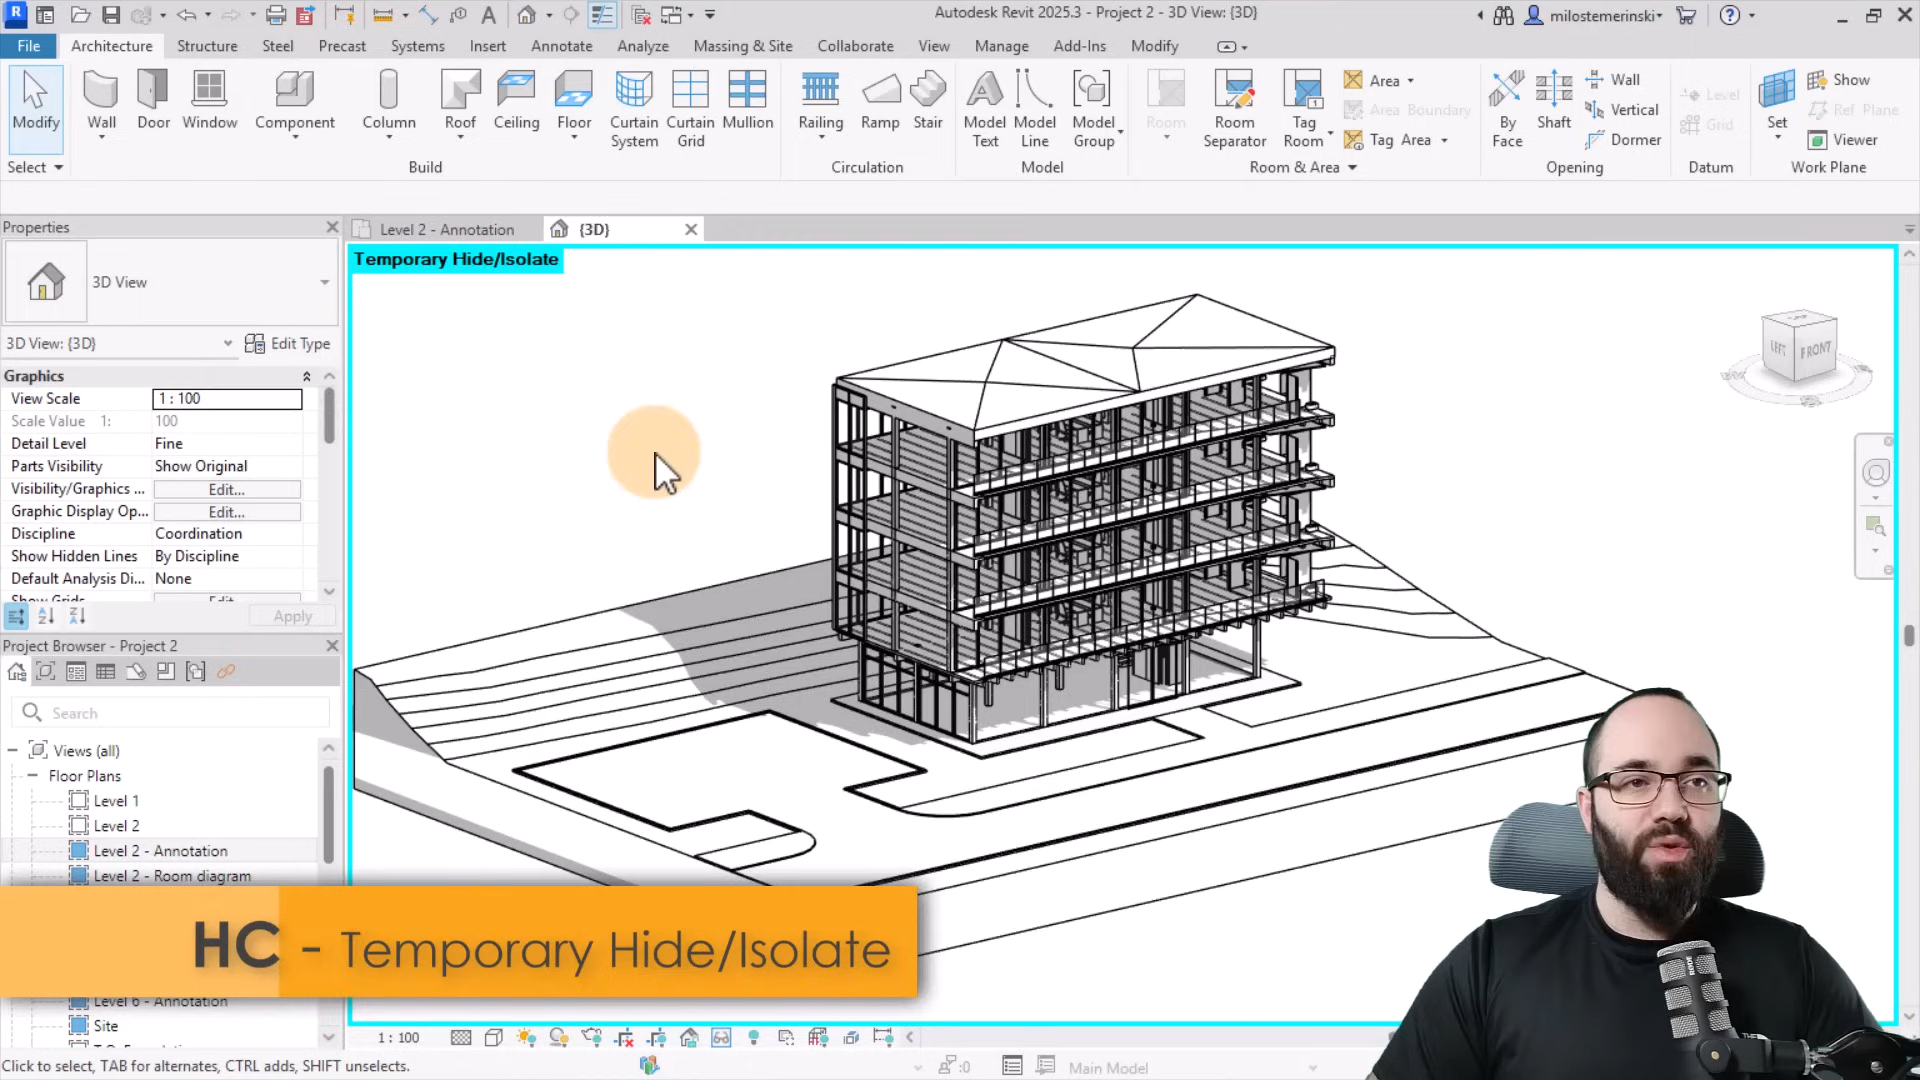 Autodesk Revit 2025.3 - Project 2 - 3D View: {3D}
milostemerinski
File Architecture Structure Steel Precast Systems Insert Annotate Analyze Massing & Site Collaborate View Manage Add-Ins Modify
Modify
Wall
Door
Window
Component
Column
Roof
Ceiling
Floor
Curtain System
Curtain Grid
Mullion
Railing
Ramp
Stair
Model Text
Model Line
Model Group
Room
Room Separator
Tag Room
Area
Area Boundary
Tag Area
By Face
Shaft
Wall
Vertical
Dormer
Level
Grid
Set
Show
Ref Plane
Viewer
Select Build Circulation Model Room & Area Opening Datum Work Plane
Properties
3D View
3D View: {3D} Edit Type
Graphics
View Scale 1 : 100
Scale Value 1: 100
Detail Level Fine
Parts Visibility Show Original
Visibility/Graphics ... Edit...
Graphic Display Op... Edit...
Discipline Coordination
Show Hidden Lines By Discipline
Default Analysis Di... None
Show Grids Edit
Apply
Project Browser - Project 2
Search
Views (all)
Floor Plans
Level 1
Level 2
Level 2 - Annotation
Level 2 - Room diagram
Level 6 - Annotation
Site
Level 2 - Annotation {3D}
Temporary Hide/Isolate
LEFT FRONT
HC - Temporary Hide/Isolate
RODE
1 : 100
Click to select, TAB for alternates, CTRL adds, SHIFT unselects.
:0
Main Model